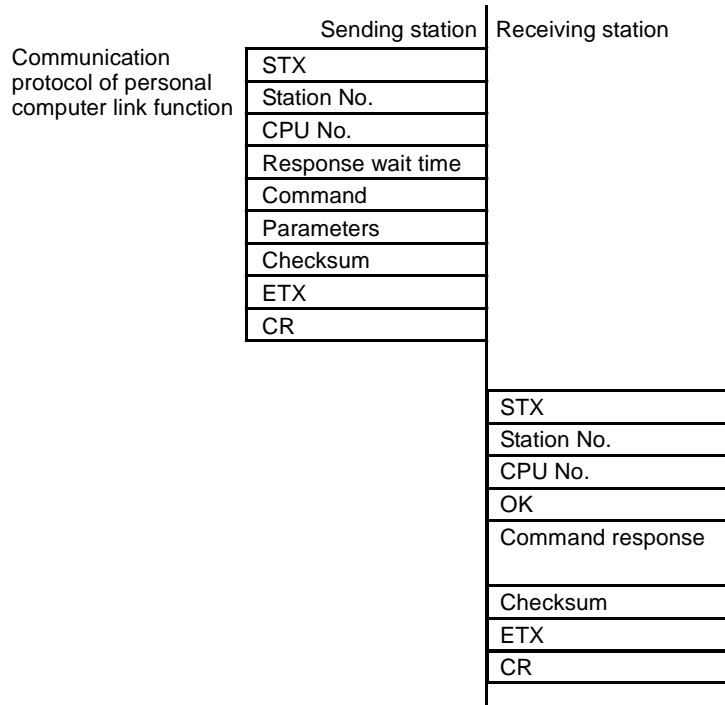 Sending station
Receiving station
Communication
protocol of personal
computer link function
STX
Station No.
CPU No.
Response wait time
Command
Parameters
Checksum
ETX
CR
STX
Station No.
CPU No.
OK
Command response
Checksum
ETX
CR